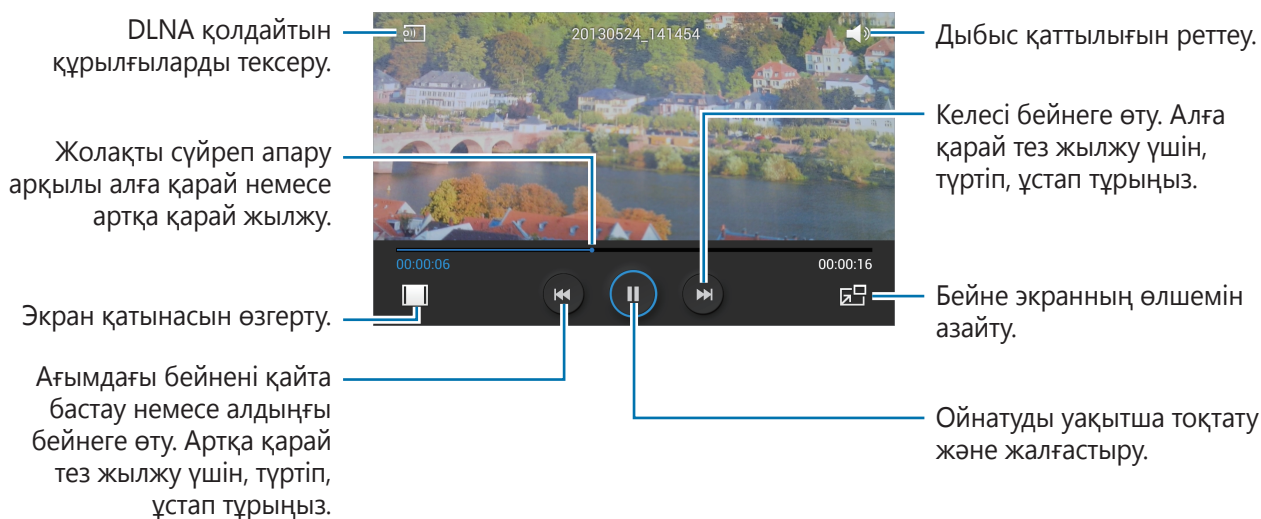 DLNA қолдайтын
құрылғыларды тексеру.
Жолақты сүйреп апару
арқылы алға қарай немесе
артқа қарай жылжу.
Экран қатынасын өзгерту.
Ағымдағы бейнені қайта
бастау немесе алдыңғы
бейнеге өту. Артқа қарай
тез жылжу үшін, түртіп,
ұстап тұрыңыз.
20130524_141454
00:00:06
00:00:16
Дыбыс қаттылығын реттеу.
Келесі бейнеге өту. Алға
қарай тез жылжу үшін,
түртіп, ұстап тұрыңыз.
Бейне экранның өлшемін
азайту.
Ойнатуды уақытша тоқтату
және жалғастыру.